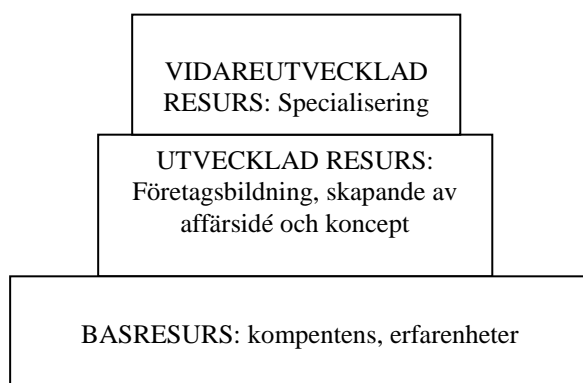 VIDAREUTVECKLAD
RESURS: Specialisering
UTVECKLAD RESURS:
Företagsbildning, skapande av
affärsidé och koncept
BASRESURS: kompentens, erfarenheter